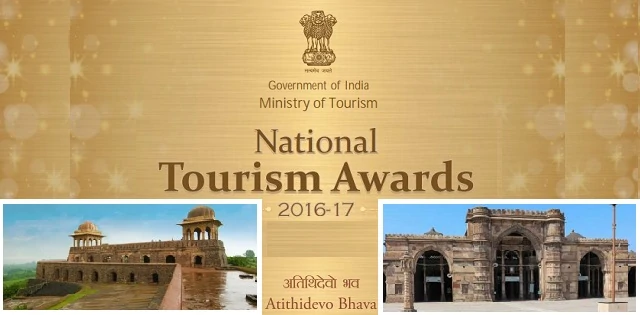 सत्यमेव जयते
Government of India
Ministry of Tourism
National
Tourism Awards
2016-17
अतिथिदेवो भव
Atithidevo Bhava